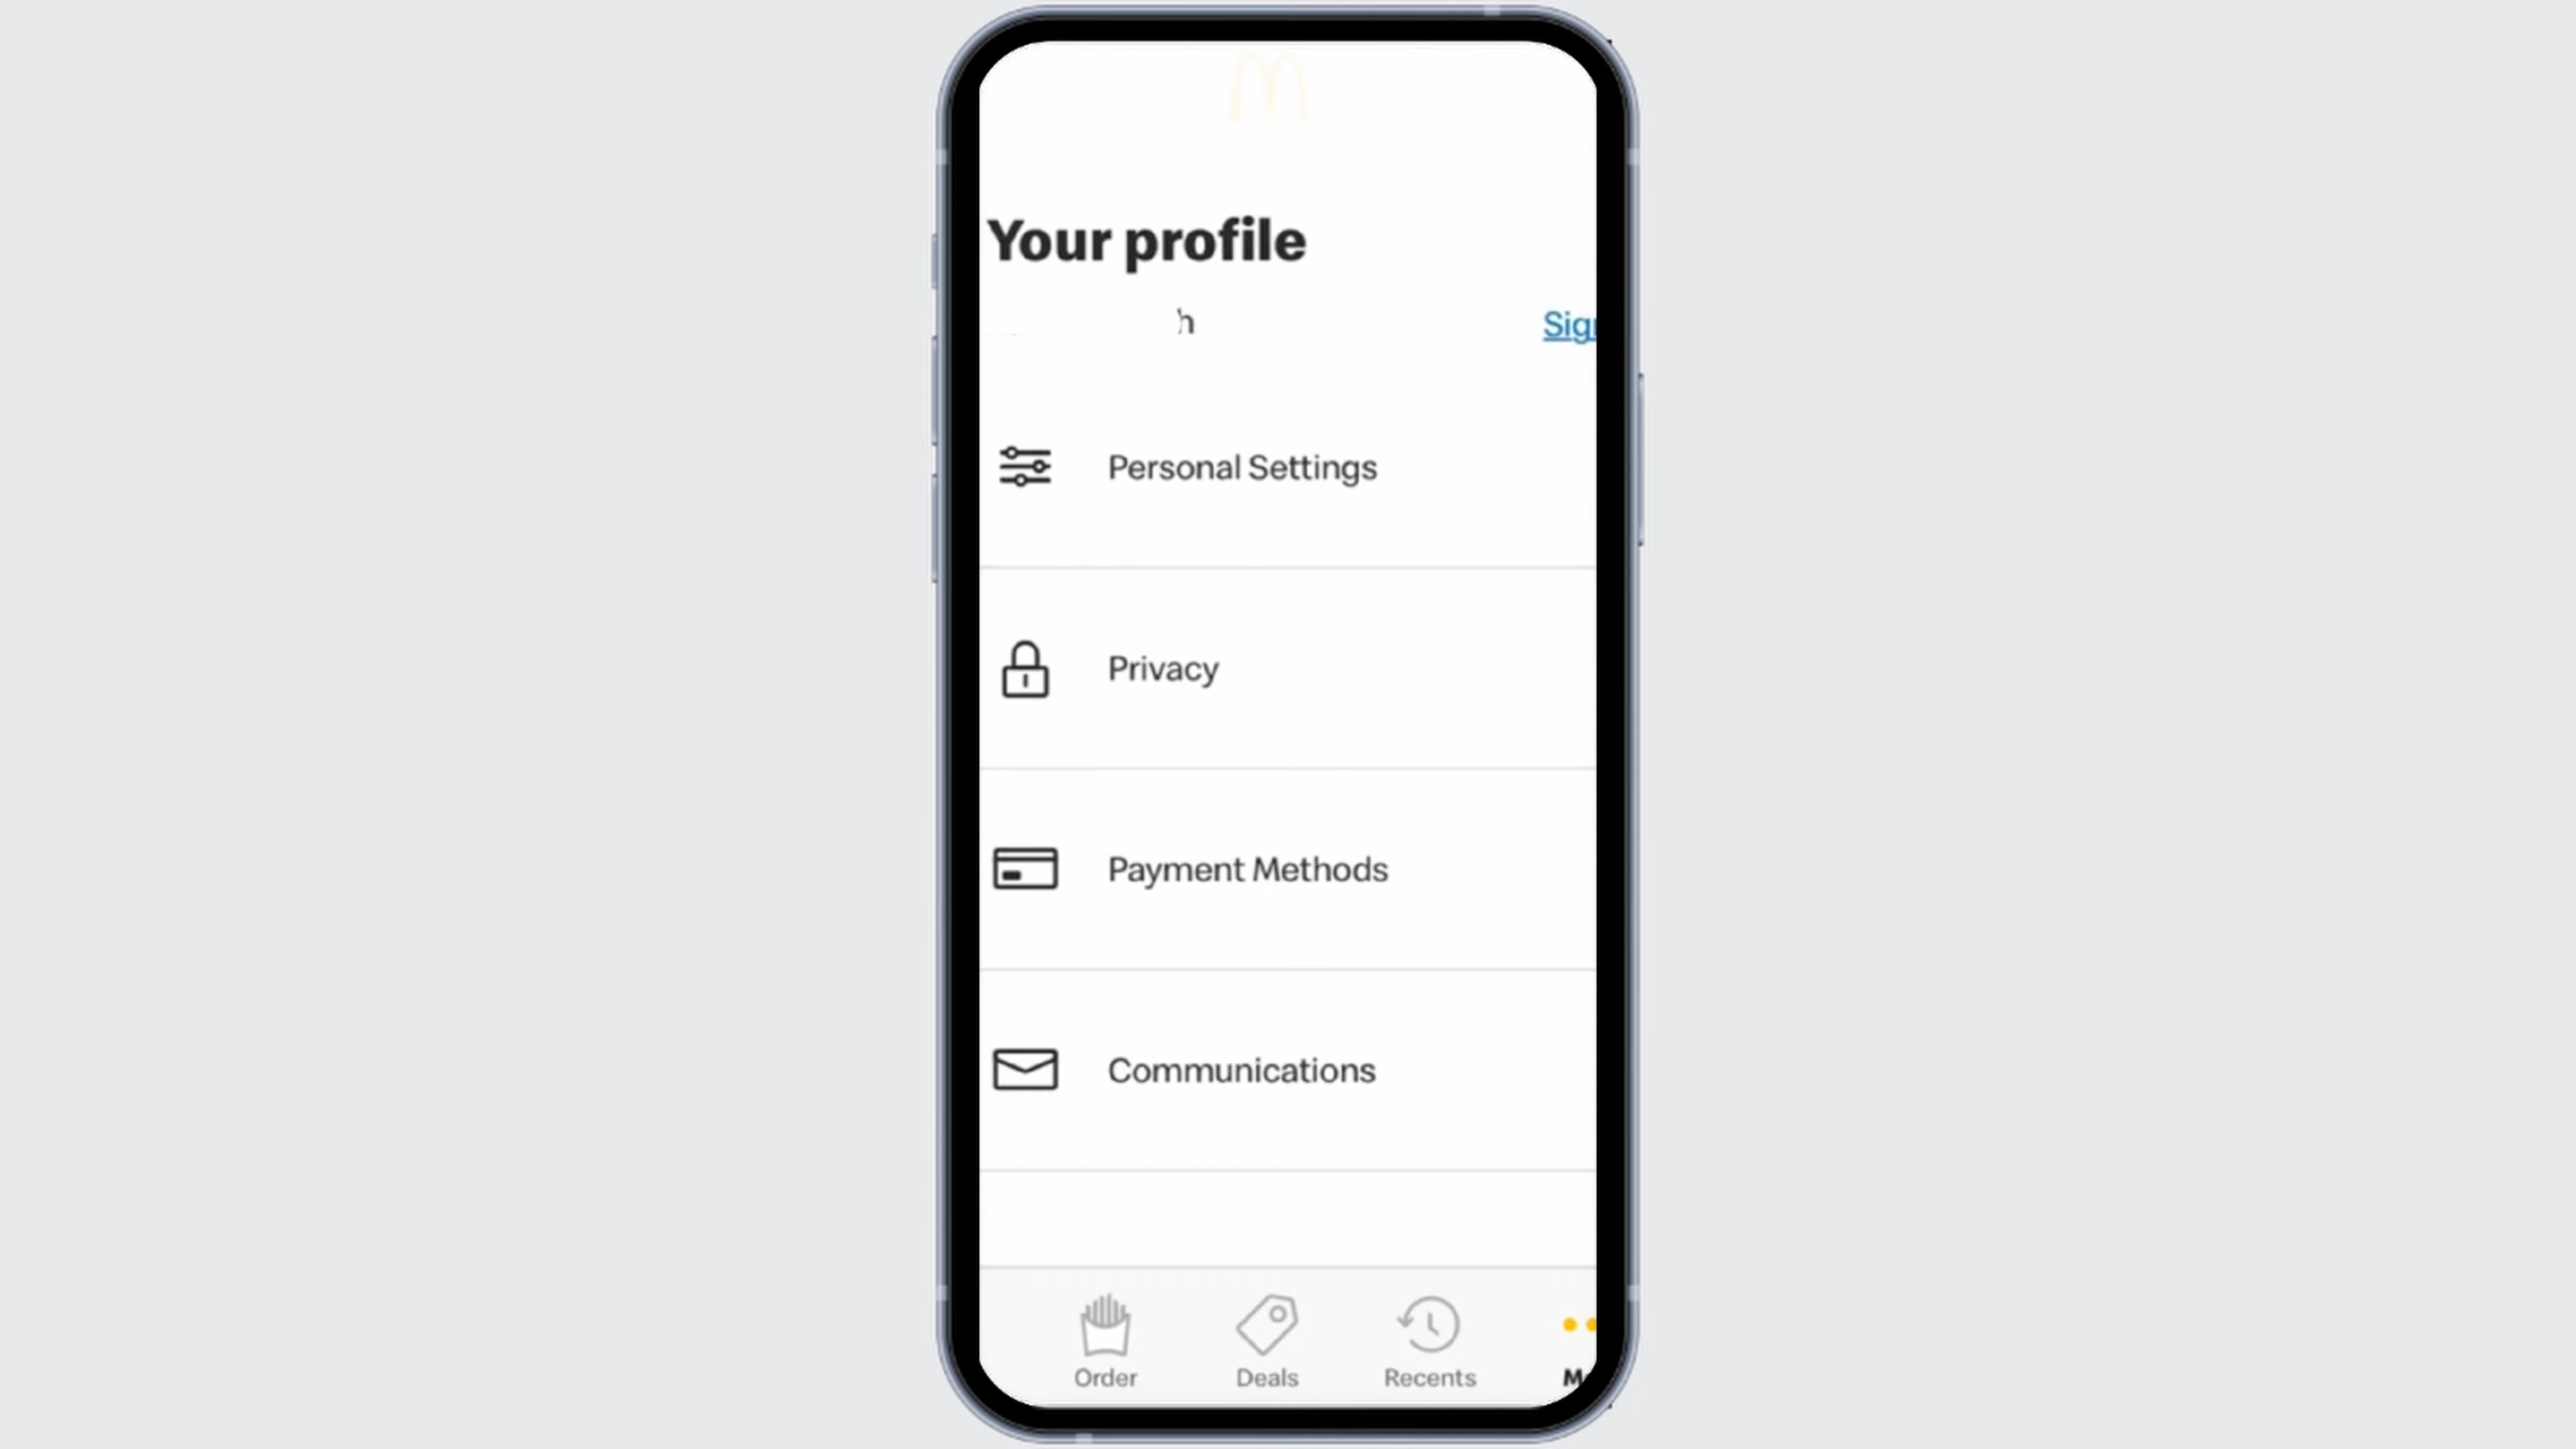 Your profile
h
Personal Settings
Privacy
Payment Methods
Communications
Order
Deals
Recents